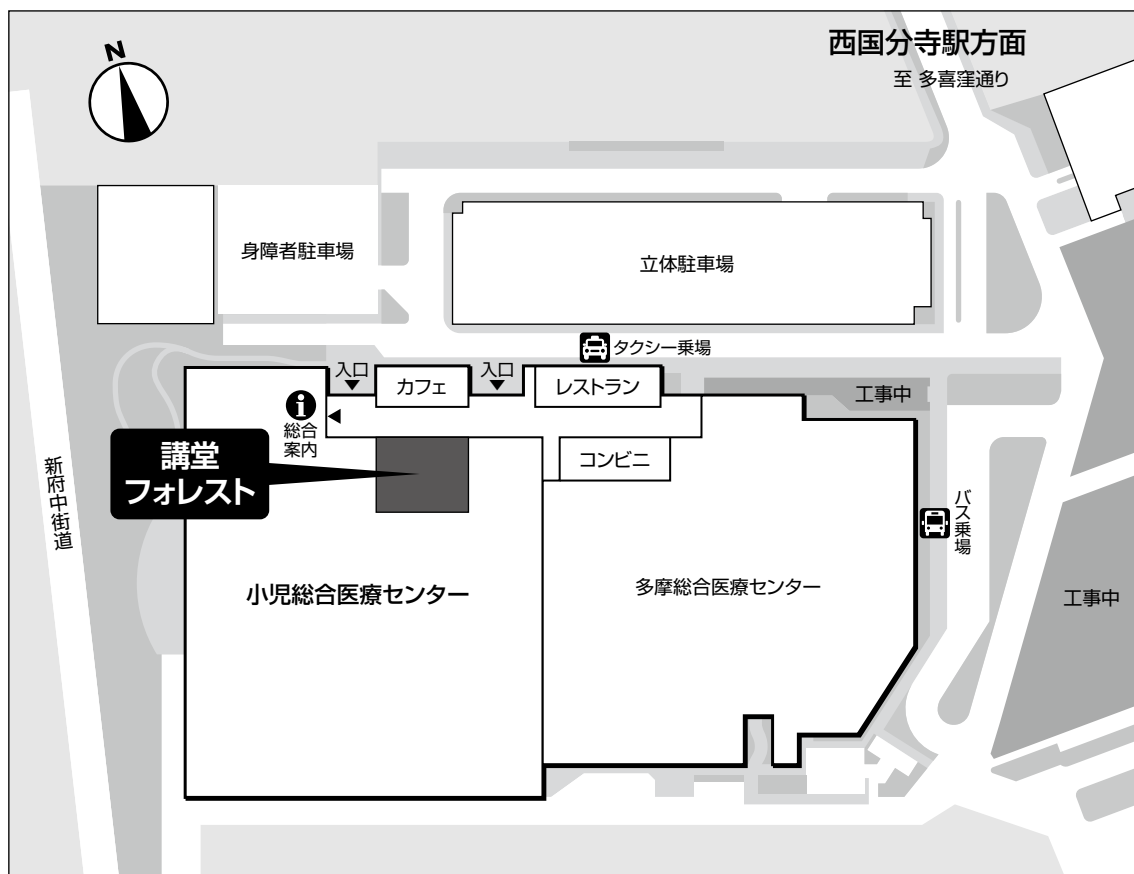 N
西国分寺駅方面
至 多喜窪通り
身障者駐車場
立体駐車場
タクシー乗場
入口
入口
カフェ
レストラン
工事中
i
総合
案内
講堂
フォレスト
コンビニ
新府中街道
バス乗場
小児総合医療センター
多摩総合医療センター
工事中